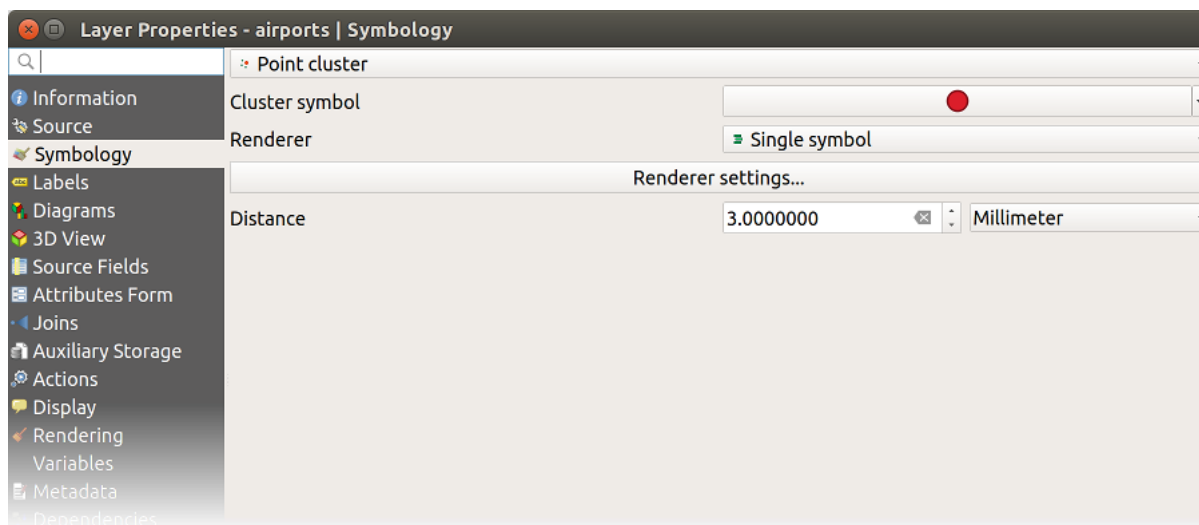 Layer Properties - airports | Symbology
Point cluster
Information
Cluster symbol
Source
Renderer
Single symbol
Symbology
Renderer settings...
Labels
Diagrams
Distance
3.0000000
Millimeter
3D View
Source Fields
Attributes Form
Joins
Auxiliary Storage
Actions
Display
Rendering
Variables
Metadata
Dependencies